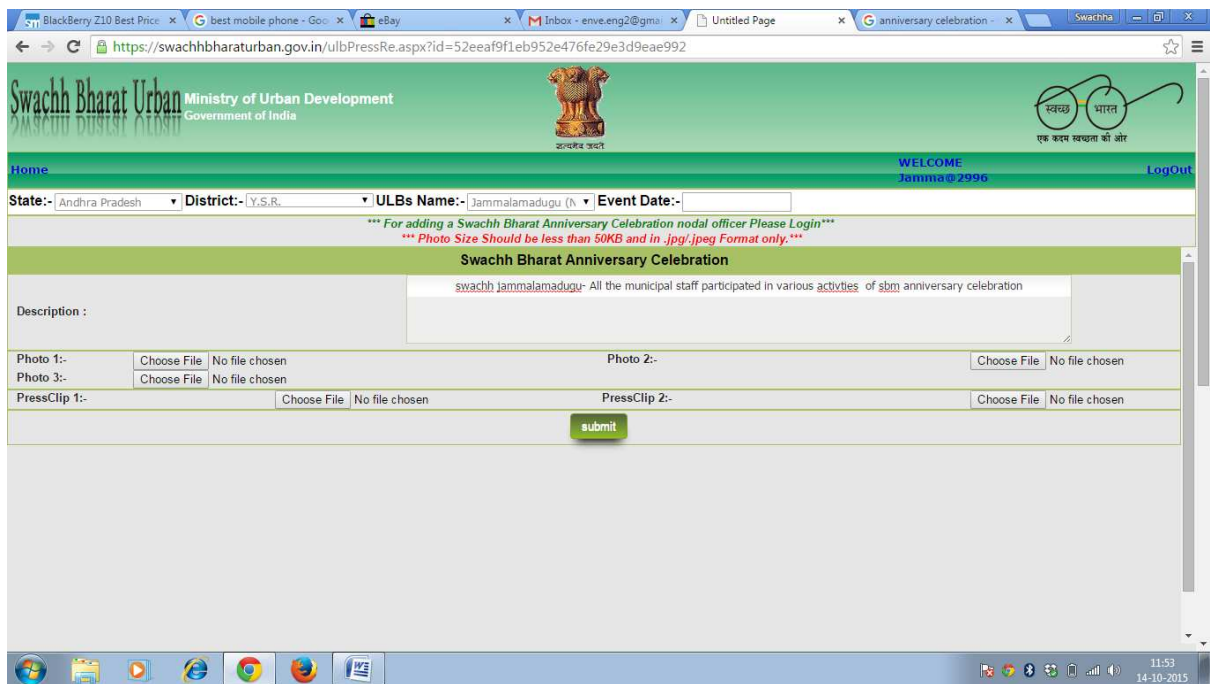 BlackBerry Z10 Best Price
best mobile phone - Goo
eBay
Inbox - enve.eng2@gmai
Untitled Page
anniversary celebration -
Swachha
https://swachhbharaturban.gov.in/ulbPressRe.aspx?id=52eeaf9f1eb952e476fe29e3d9eae992
Swachh Bharat Urban
Ministry of Urban Development
Government of India
सत्यमेव जयते
स्वच्छ भारत
एक कदम स्वच्छता की ओर
Home
WELCOME
Jamma@2996
LogOut
State:- Andhra Pradesh District:- Y.S.R. ULBs Name:- Jammalamadugu (N Event Date:-
*** For adding a Swachh Bharat Anniversary Celebration nodal officer Please Login***
*** Photo Size Should be less than 50KB and in .jpg/.jpeg Format only.***
Swachh Bharat Anniversary Celebration
swachh jammalamadugu- All the municipal staff participated in various activties of sbm anniversary celebration
Description :
Photo 1:- Choose File No file chosen Photo 2:- Choose File No file chosen
Photo 3:- Choose File No file chosen
PressClip 1:- Choose File No file chosen PressClip 2:- Choose File No file chosen
submit
11:53
14-10-2015